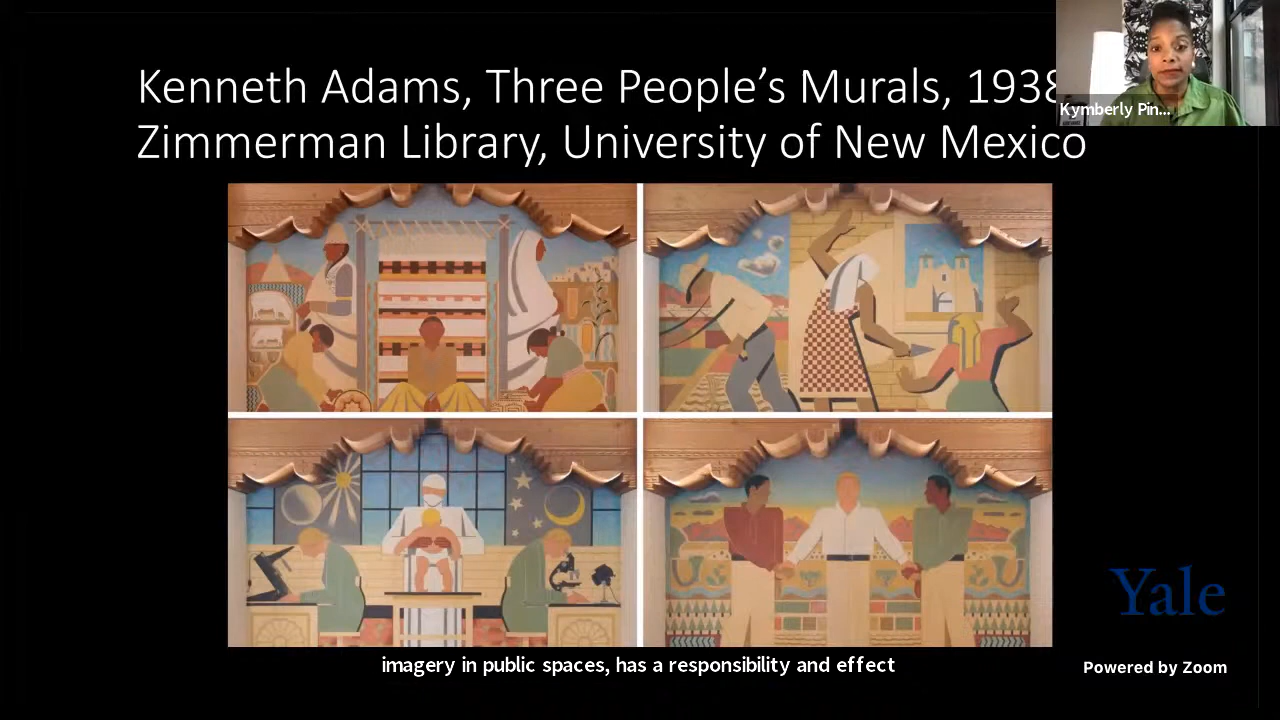 Kenneth Adams, Three People’s Murals, 1938
Zimmerman Library, University of New Mexico
Kymberly Pin...
Yale
imagery in public spaces, has a responsibility and effect
Powered by Zoom